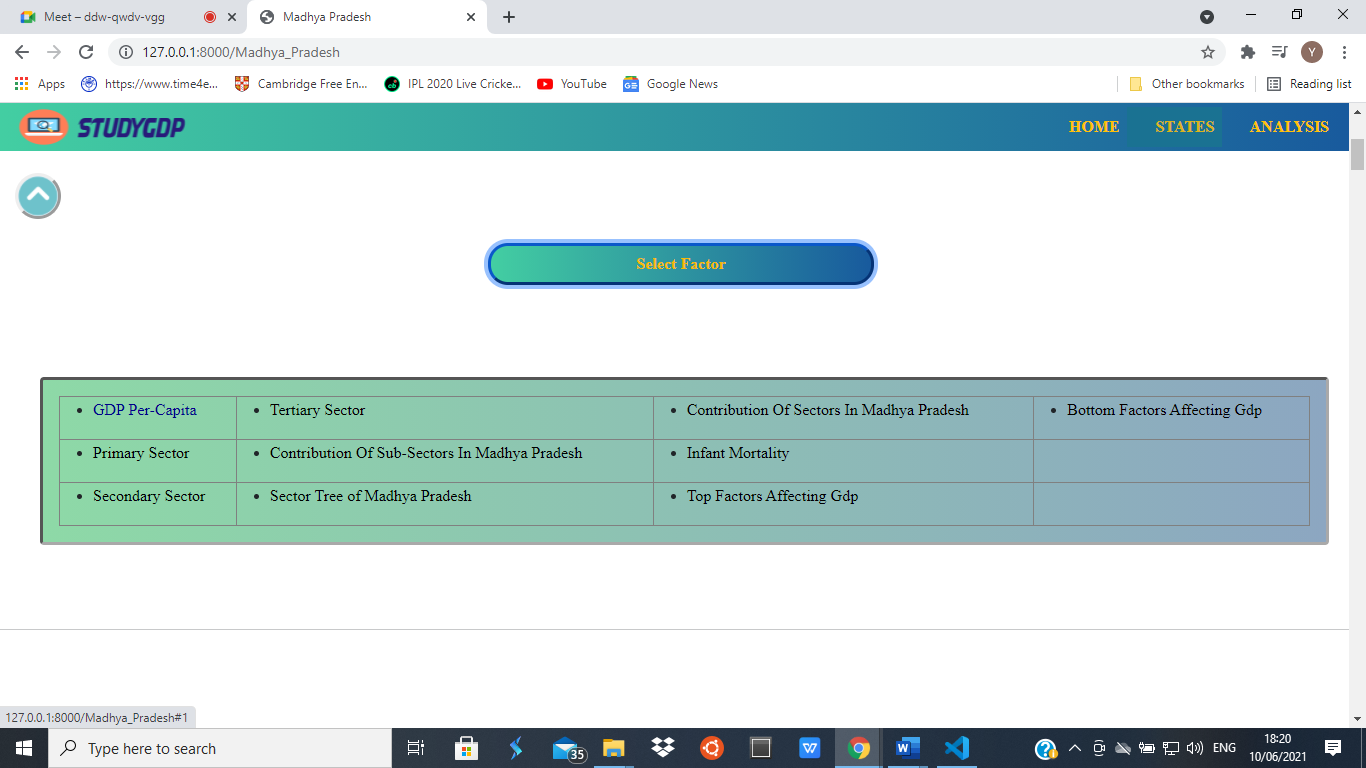 Meet – ddw-qwdv-vgg
Madhya Pradesh
127.0.0.1:8000/Madhya_Pradesh
Y
Apps
https://www.time4e...
Cambridge Free En...
IPL 2020 Live Cricke...
YouTube
Google News
Other bookmarks
Reading list
STUDYGDP
HOME
STATES
ANALYSIS
Select Factor
• GDP Per-Capita
• Tertiary Sector
• Contribution Of Sectors In Madhya Pradesh
• Bottom Factors Affecting Gdp
• Primary Sector
• Contribution Of Sub-Sectors In Madhya Pradesh
• Infant Mortality
• Secondary Sector
• Sector Tree of Madhya Pradesh
• Top Factors Affecting Gdp
127.0.0.1:8000/Madhya_Pradesh#1
Type here to search
35
ENG
18:20
10/06/2021